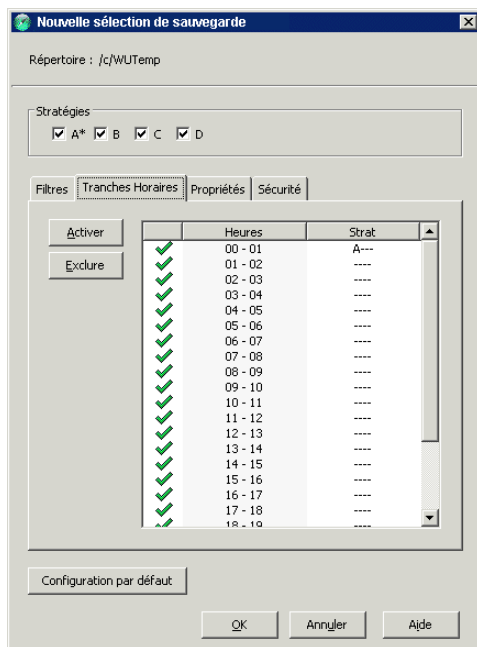 Nouvelle sélection de sauvegarde
Répertoire : /c/WUTemp
Stratégies
A* B C D
Filtres Tranches Horaires Propriétés Sécurité
Activer
Exclure
Heures Strat
00 - 01 A---
01 - 02 ----
02 - 03 ----
03 - 04 ----
04 - 05 ----
05 - 06 ----
06 - 07 ----
07 - 08 ----
08 - 09 ----
09 - 10 ----
10 - 11 ----
11 - 12 ----
12 - 13 ----
13 - 14 ----
14 - 15 ----
15 - 16 ----
16 - 17 ----
17 - 18 ----
18 - 19 ----
Configuration par défaut
OK Annuler Aide